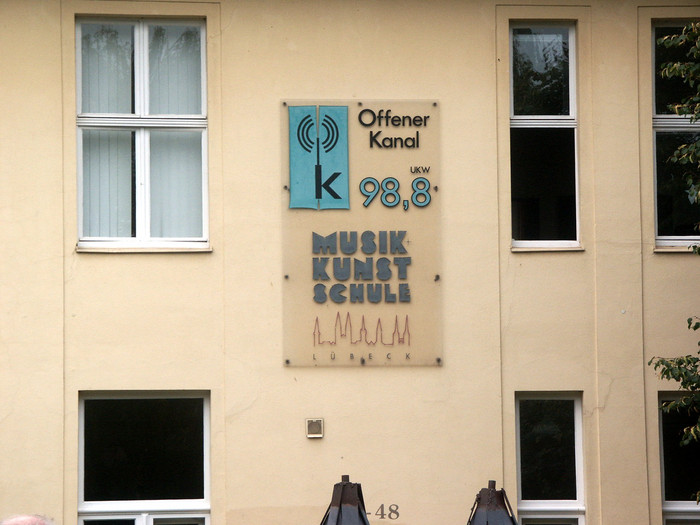 Offener
Kanal
k
UKW
98,8
MUSIK
KUNST
SCHULE
LÜBECK
-48